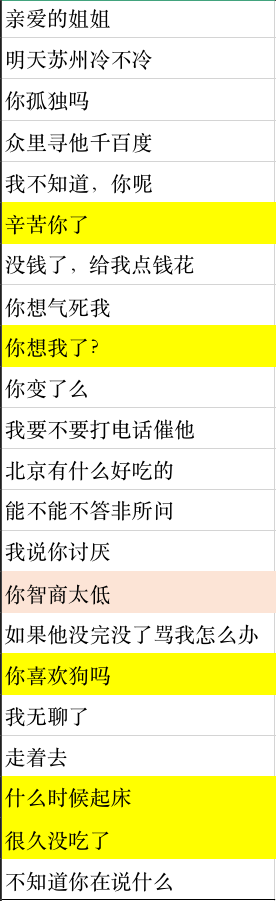 亲爱的姐姐
明天苏州冷不冷
你孤独吗
众里寻他千百度
我不知道，你呢
辛苦你了
没钱了，给我点钱花
你想气死我
你想我了?
你变了么
我要不要打电话催他
北京有什么好吃的
能不能不答非所问
我说你讨厌
你智商太低
如果他没完没了骂我怎么办
你喜欢狗吗
我无聊了
走着去
什么时候起床
很久没吃了
不知道你在说什么